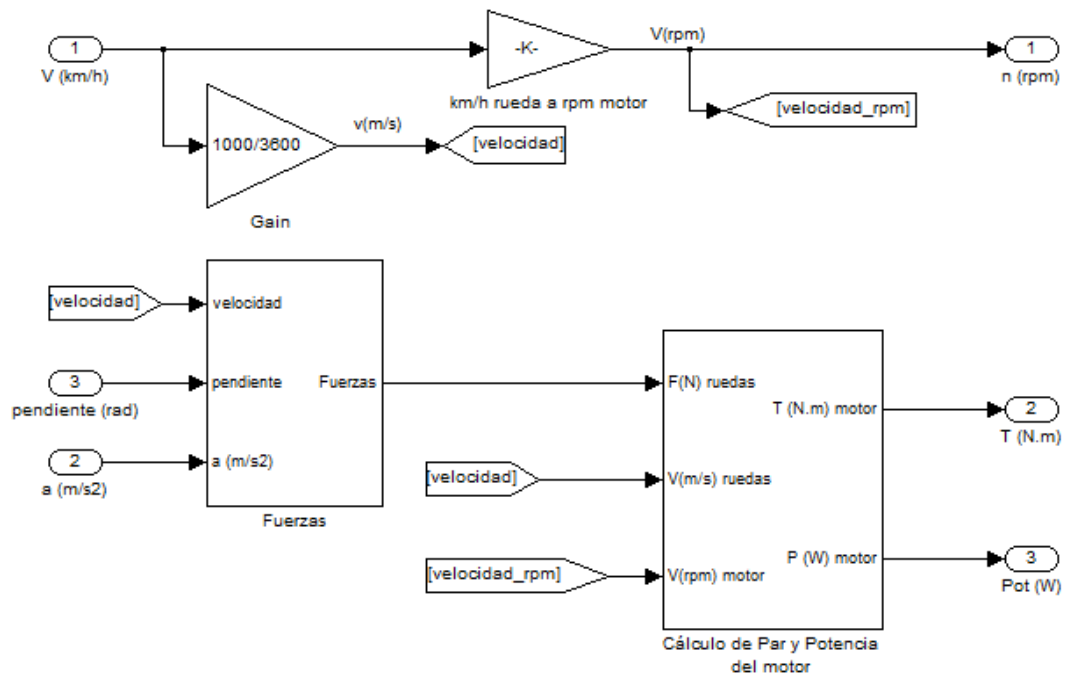 1
V (km/h)
-K-
km/h rueda a rpm motor
V(rpm)
1
n (rpm)
[velocidad_rpm]
1000/3600
Gain
v(m/s)
[velocidad]
[velocidad]
3
pendiente (rad)
2
a (m/s2)
velocidad
pendiente
a (m/s2)
Fuerzas
Fuerzas
[velocidad]
[velocidad_rpm]
F(N) ruedas
V(m/s) ruedas
V(rpm) motor
T (N.m) motor
P (W) motor
Cálculo de Par y Potencia
del motor
2
T (N.m)
3
Pot (W)